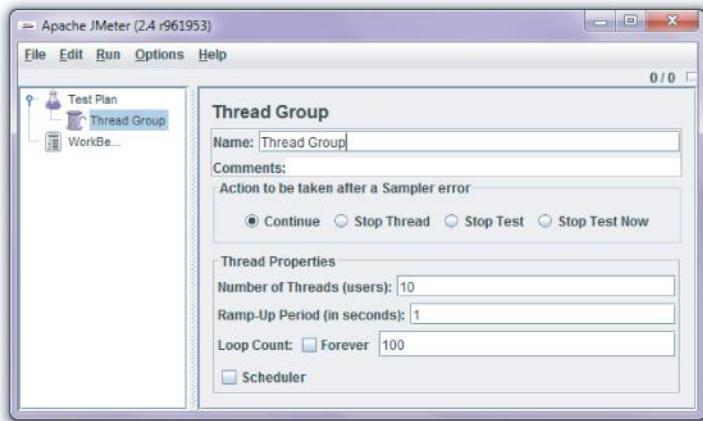 Apache JMeter (2.4 r961953)
File Edit Run Options Help
0 / 0
Test Plan
Thread Group
WorkBe...
Thread Group
Name: Thread Group
Comments:
Action to be taken after a Sampler error
Continue Stop Thread Stop Test Stop Test Now
Thread Properties
Number of Threads (users): 10
Ramp-Up Period (in seconds): 1
Loop Count: Forever 100
Scheduler